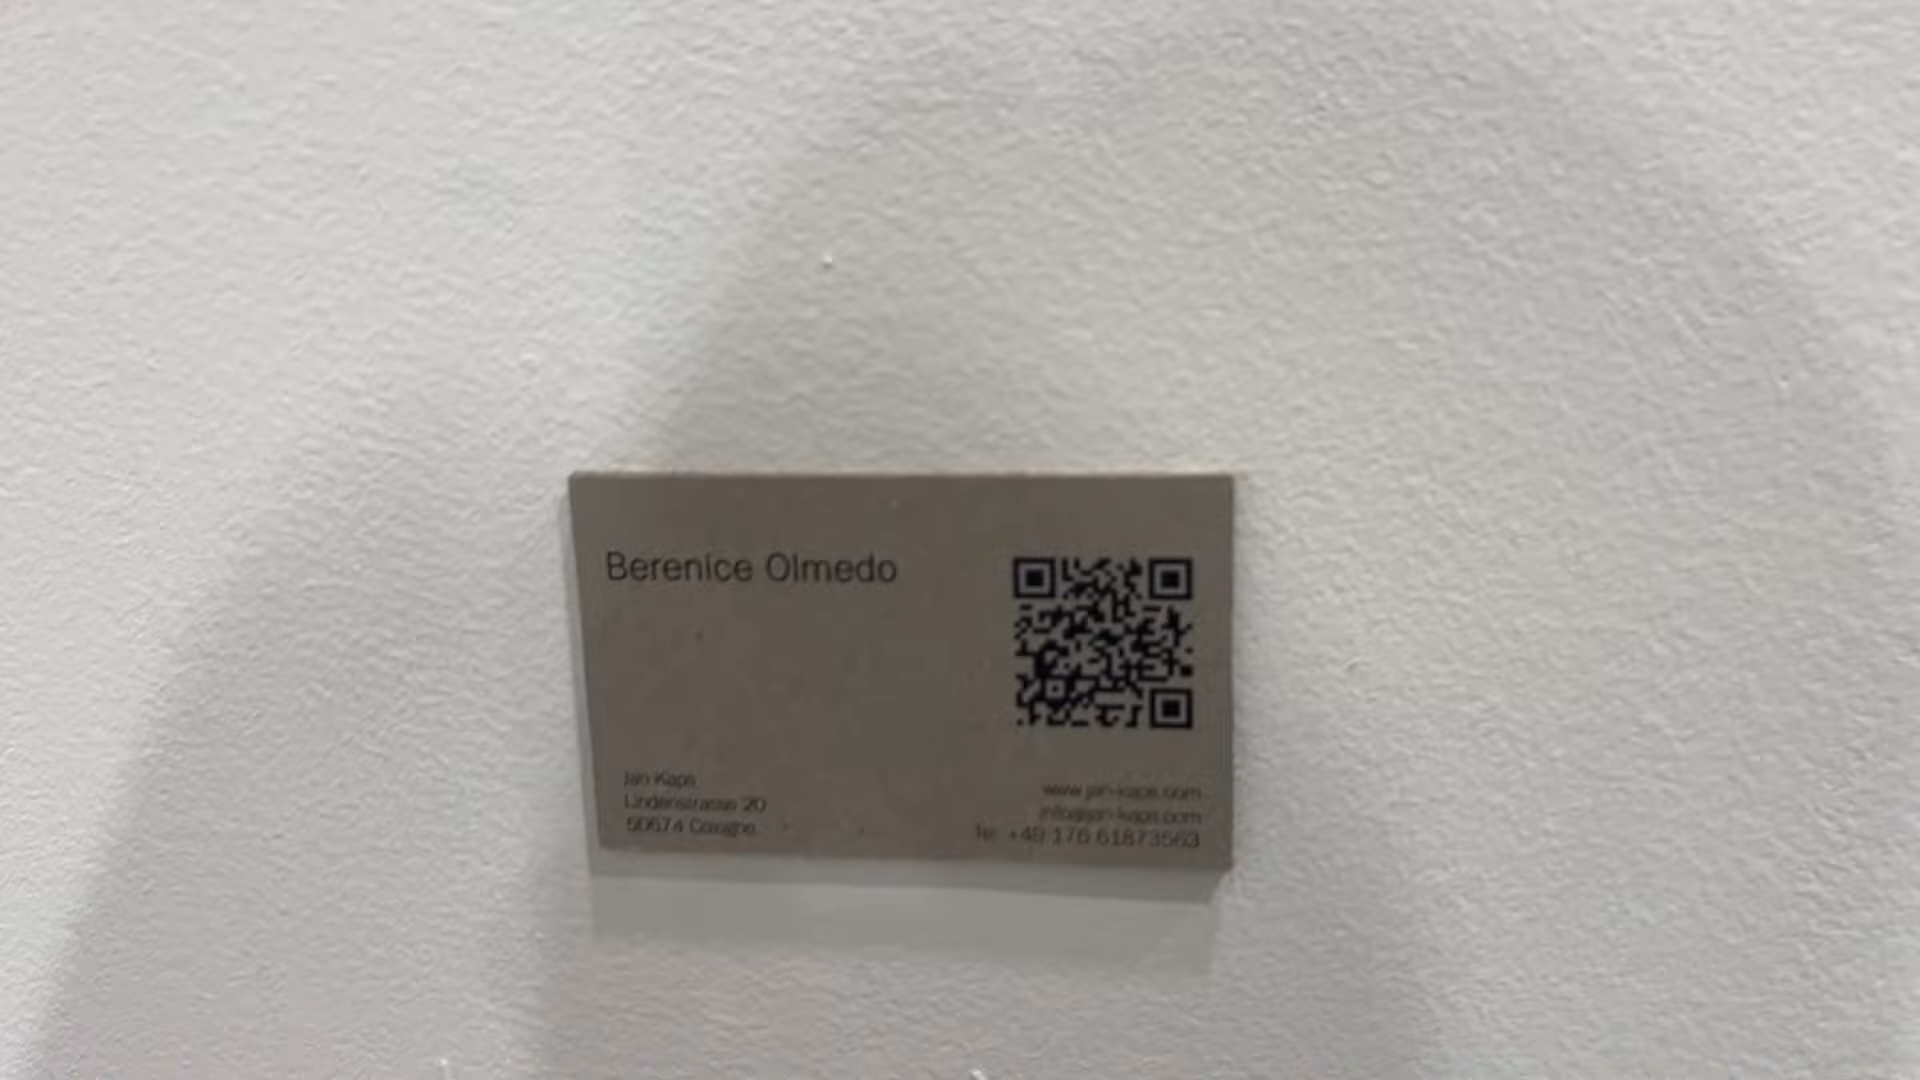 Berenice Olmedo
Jan Kaps
Lindenstrasse 20
50674 Cologne
www.jan-kaps.com
info@jan-kaps.com
Tel +49 176 61873563